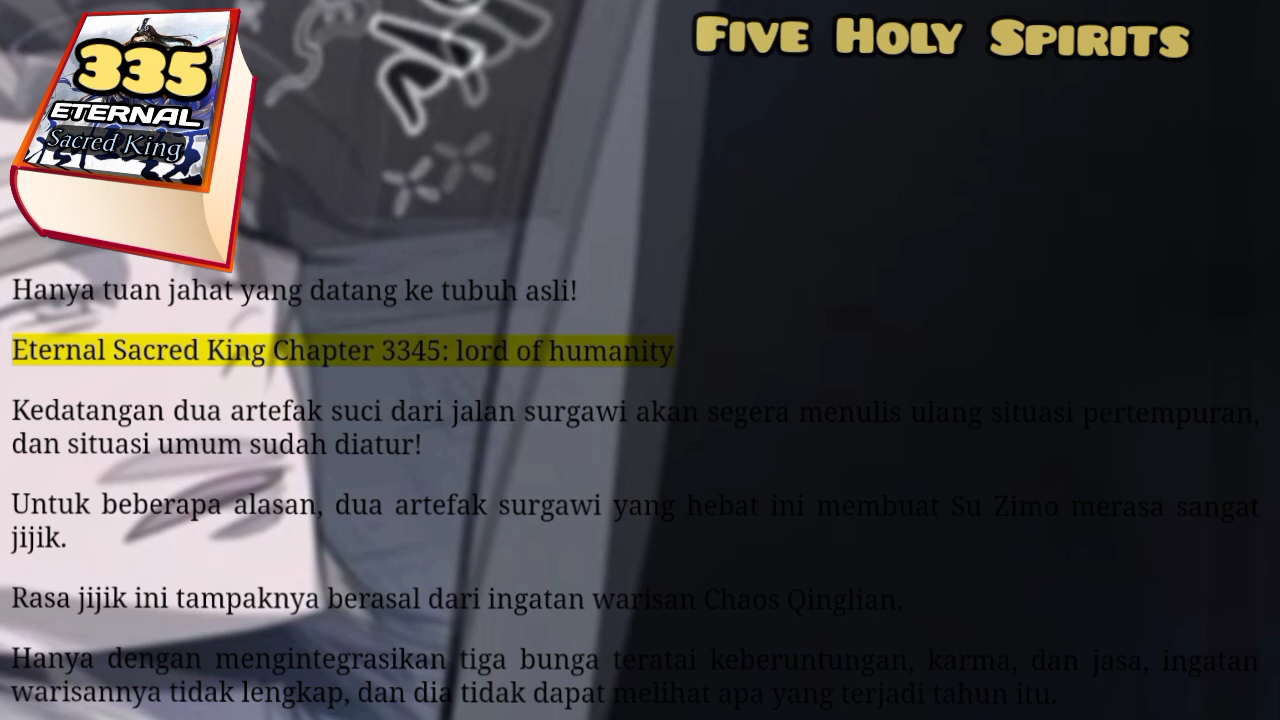 Five Holy Spirits
335
ETERNAL
Sacred King
Hanya tuan jahat yang datang ke tubuh asli!
Eternal Sacred King Chapter 3345: lord of humanity
Kedatangan dua artefak suci dari jalan surgawi akan segera menulis ulang situasi pertempuran,
dan situasi umum sudah diatur!
Untuk beberapa alasan, dua artefak surgawi yang hebat ini membuat Su Zimo merasa sangat
jijik.
Rasa jijik ini tampaknya berasal dari ingatan warisan Chaos Qinglian.
Hanya dengan mengintegrasikan tiga bunga teratai keberuntungan, karma, dan jasa, ingatan
warisannya tidak lengkap, dan dia tidak dapat melihat apa yang terjadi tahun itu.